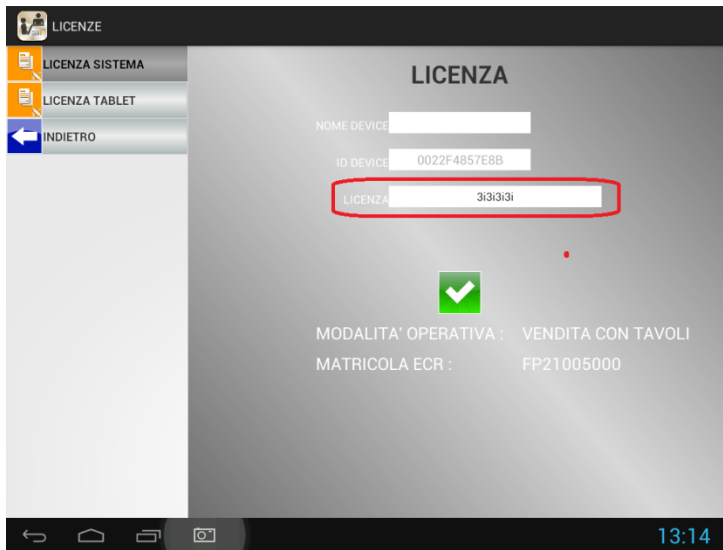 LICENZE
LICENZA SISTEMA
LICENZA TABLET
INDIETRO
LICENZA
NOME DEVICE
ID DEVICE 0022F4857E8B
LICENZA 3i3i3i3i
MODALITA' OPERATIVA : VENDITA CON TAVOLI
MATRICOLA ECR : FP21005000
13:14